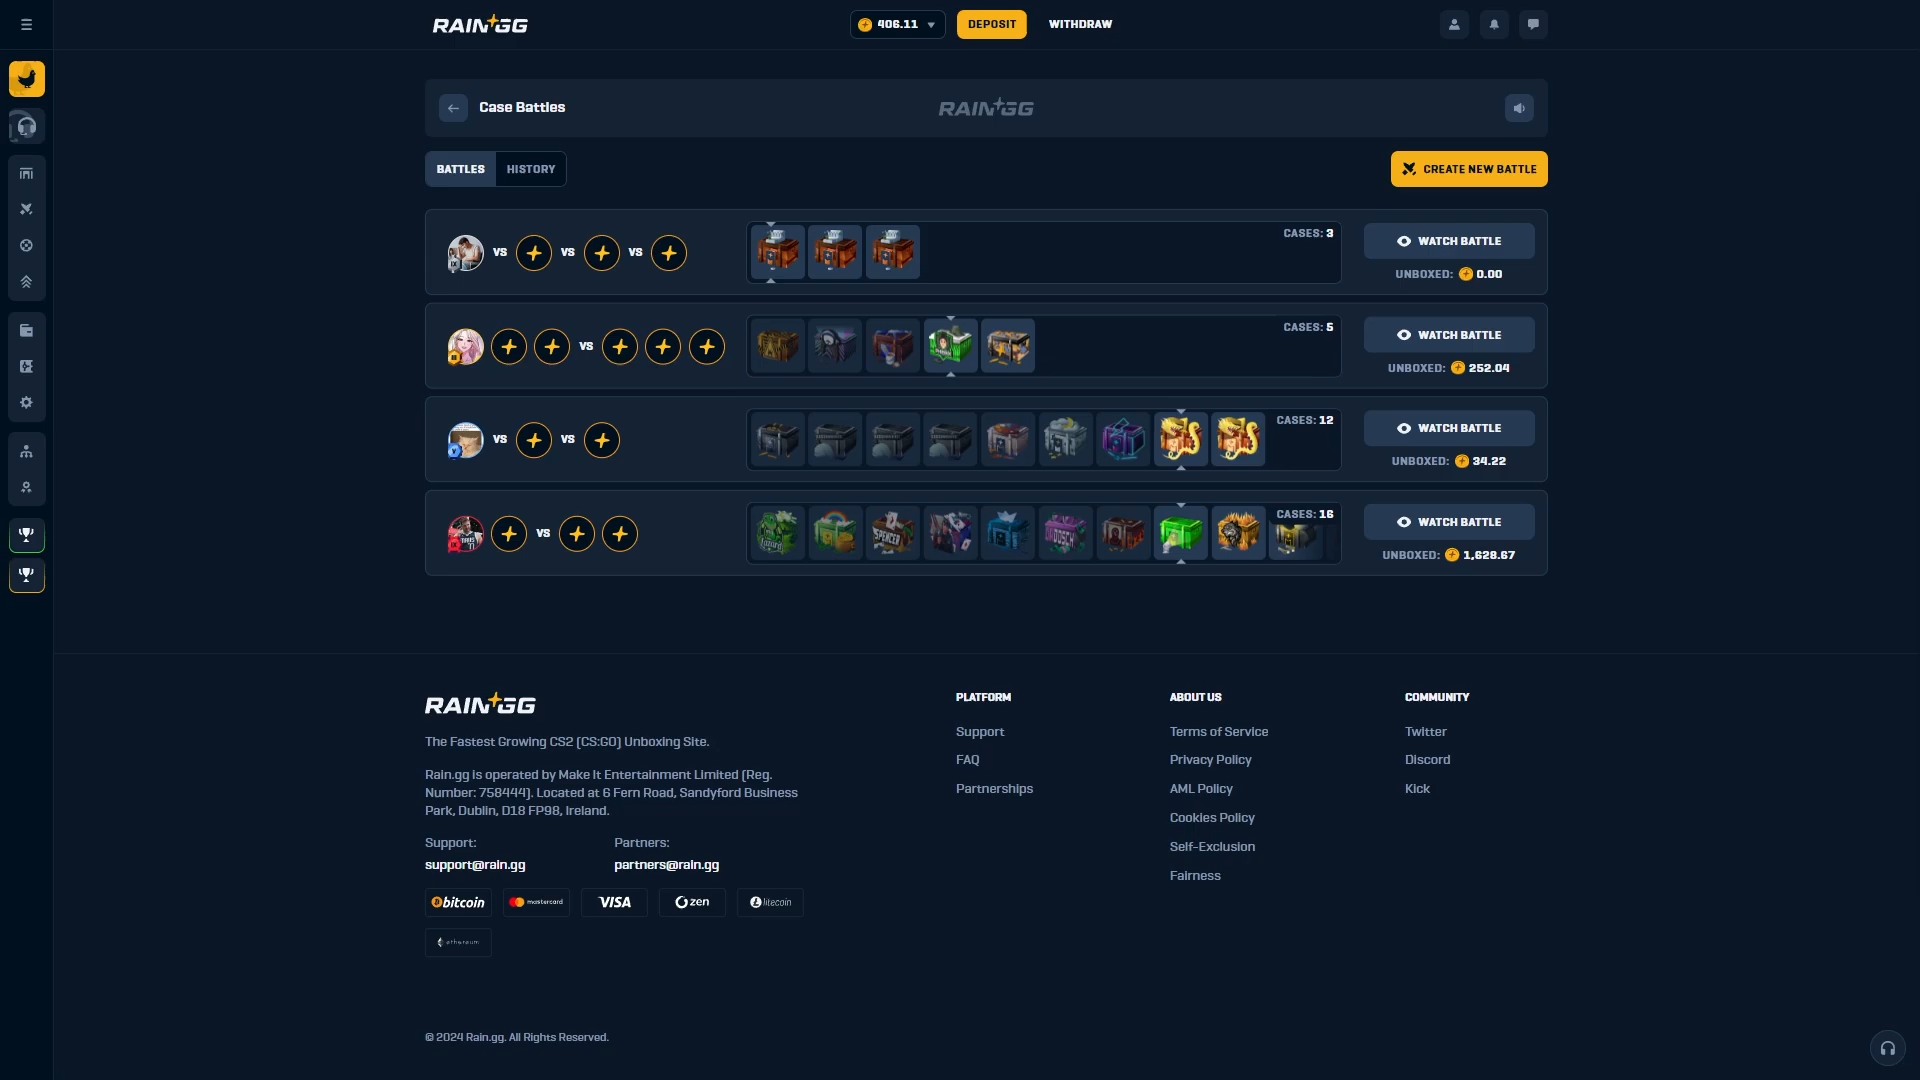 RAIN GG
406.11
DEPOSIT
WITHDRAW
Case Battles
RAIN GG
BATTLES
HISTORY
CREATE NEW BATTLE
VS VS VS
CASES: 3
WATCH BATTLE
UNBOXED: 0.00
VS
CASES: 5
WATCH BATTLE
UNBOXED: 252.04
VS VS
CASES: 12
WATCH BATTLE
UNBOXED: 34.22
VS
SPENCER
CASES: 16
WATCH BATTLE
UNBOXED: 1,628.67
RAIN GG
The Fastest Growing CS2 (CS:GO) Unboxing Site.
Rain.gg is operated by Make It Entertainment Limited (Reg.
Number: 758444). Located at 6 Fern Road, Sandyford Business
Park, Dublin, D18 FP98, Ireland.
Support:
support@rain.gg
Partners:
partners@rain.gg
bitcoin
mastercard
VISA
zen
litecoin
ethereum
PLATFORM
Support
FAQ
Partnerships
ABOUT US
Terms of Service
Privacy Policy
AML Policy
Cookies Policy
Self-Exclusion
Fairness
COMMUNITY
Twitter
Discord
Kick
© 2024 Rain.gg. All Rights Reserved.